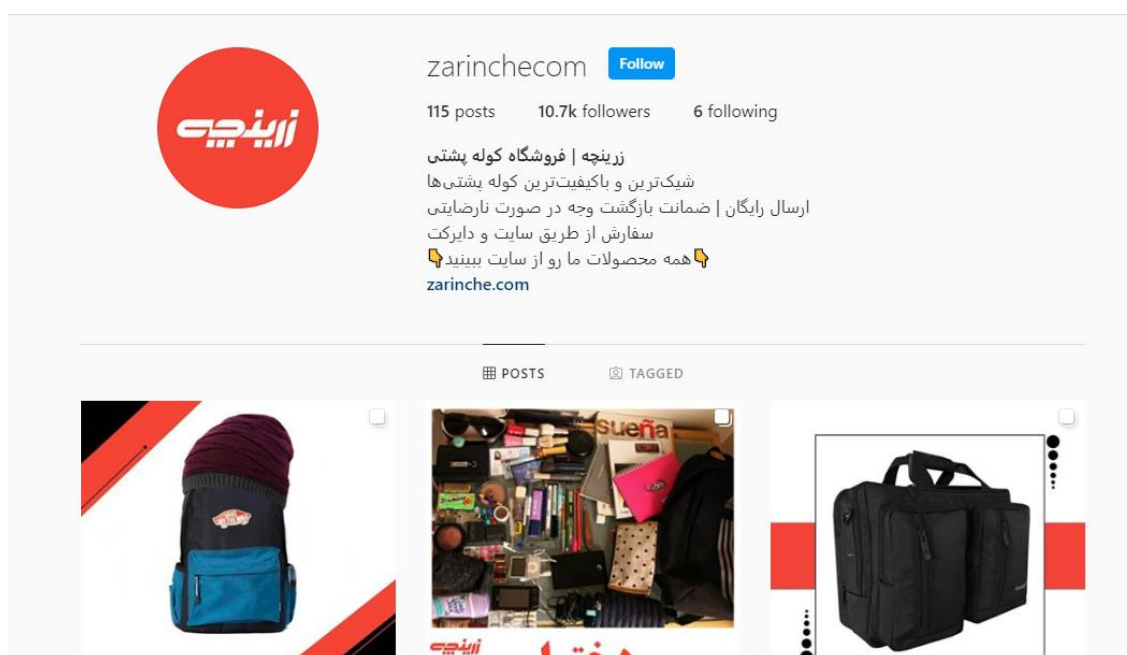 zarinchecom Follow
زرینچه
115 posts 10.7k followers 6 following
زرینچه | فروشگاه کوله پشتی
شیک‌ترین و باکیفیت‌ترین کوله پشتی‌ها
ارسال رایگان | ضمانت بازگشت وجه در صورت نارضایتی
سفارش از طریق سایت و دایرکت
👇همه محصولات ما رو از سایت ببینید👇
zarinche.com
POSTS TAGGED
sueña
زرینچه